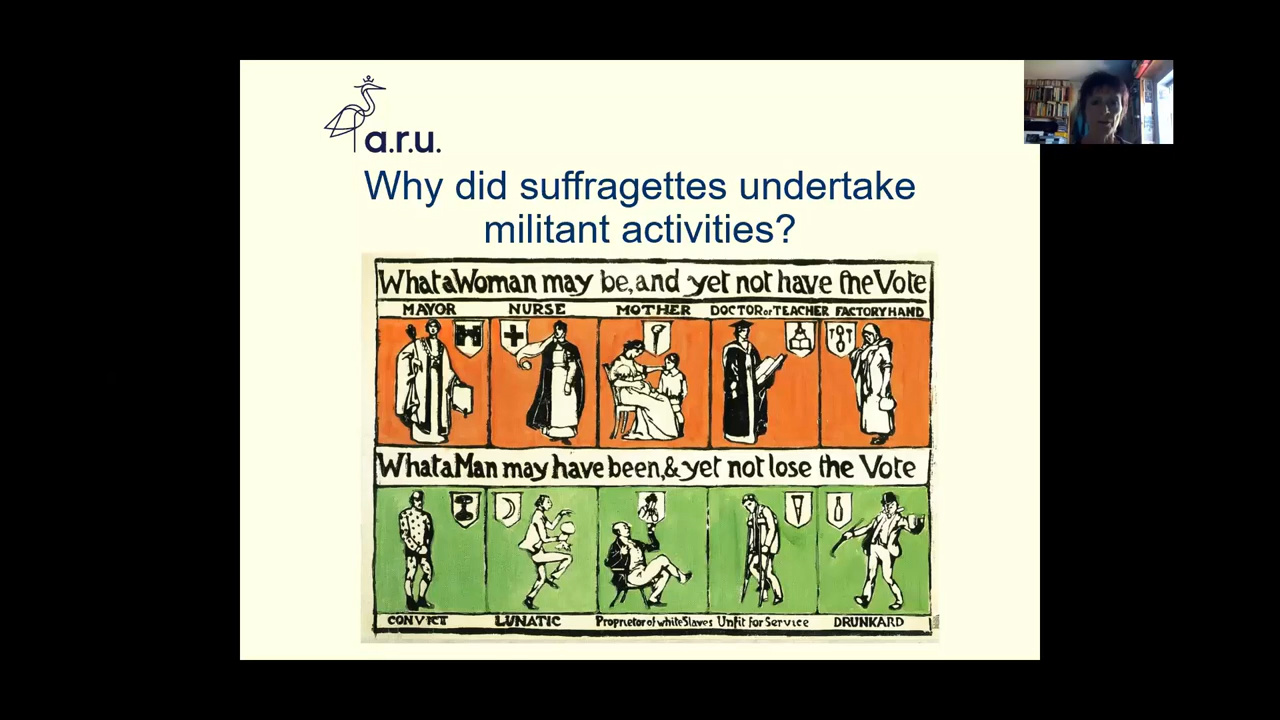 a.r.u.
Why did suffragettes undertake
militant activities?
What a Woman may be, and yet not have the Vote
MAYOR NURSE MOTHER DOCTOR or TEACHER FACTORY HAND
What a Man may have been, & yet not lose the Vote
CONVICT LUNATIC Proprietor of white Slaves Unfit for Service DRUNKARD